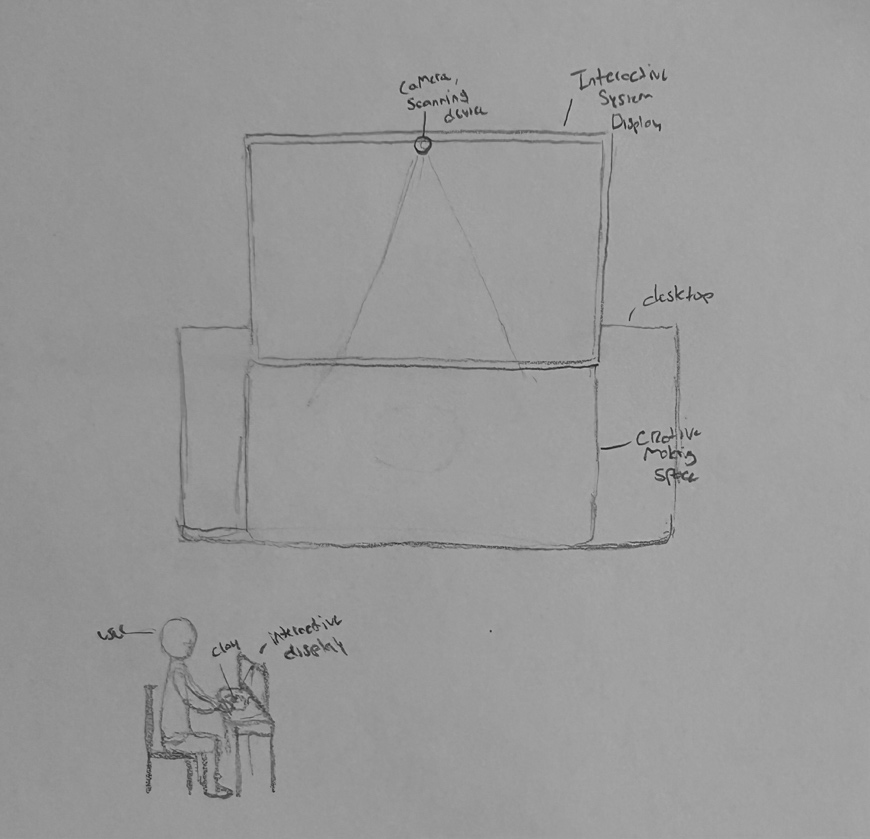 Camera,
Scanning
device
Interactive
System
Display
desktop
Creative
Making
Space
user
clay
interactive
display